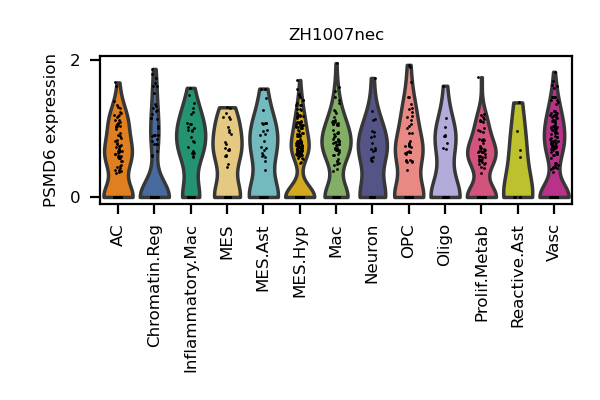 ZH1007nec
PSMD6 expression
2
0
AC
Chromatin.Reg
Inflammatory.Mac
MES
MES.Ast
MES.Hyp
Mac
Neuron
OPC
Oligo
Prolif.Metab
Reactive.Ast
Vasc